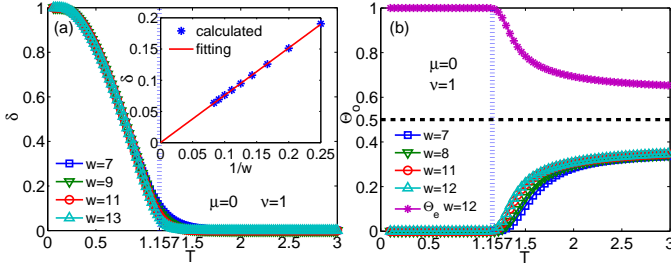 (a)
δ
1
0.8
0.6
0.4
0.2
0
0
0.5
1.157
1.5
2
2.5
3
T
w=7
w=9
w=11
w=13
μ=0 ν=1
0.2
0.15
0.1
0.05
0
δ
calculated
fitting
0
0.05
0.1
0.15
0.2
0.25
1/w
(b)
Θo
1
0.8
0.6
0.5
0.4
0.2
0
μ=0
ν=1
w=7
w=8
w=11
w=12
Θe w=12
0
0.5
1.157
1.5
2
2.5
3
T